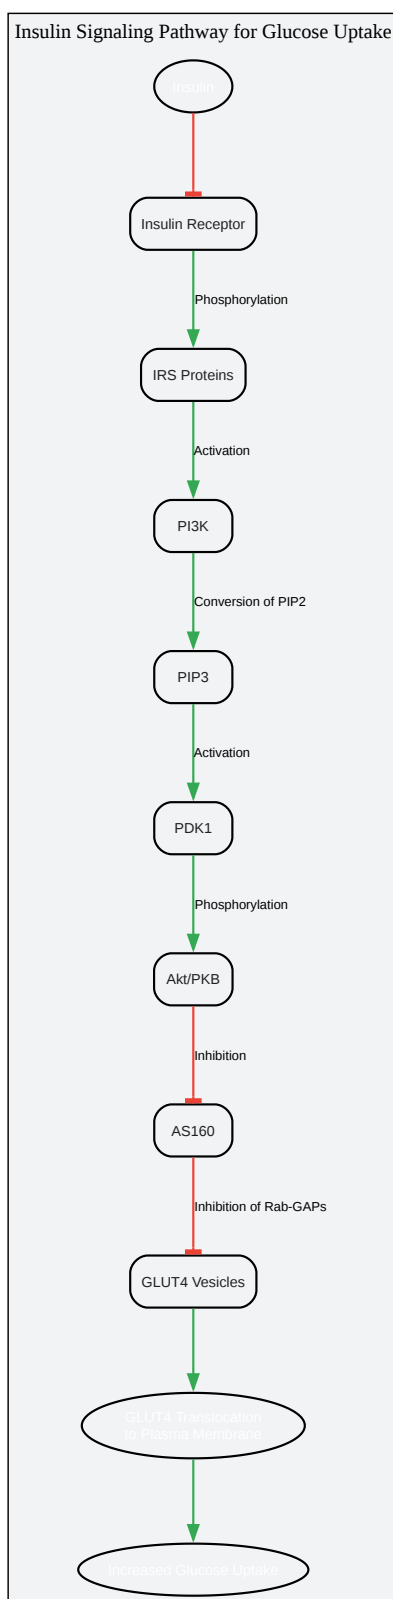 Insulin Signaling Pathway for Glucose Uptake
Insulin
Insulin Receptor
Phosphorylation
IRS Proteins
Activation
PI3K
Conversion of PIP2
PIP3
Activation
PDK1
Phosphorylation
Akt/PKB
Inhibition
AS160
Inhibition of Rab-GAPs
GLUT4 Vesicles
GLUT4 Translocation
to Plasma Membrane
Increased Glucose Uptake